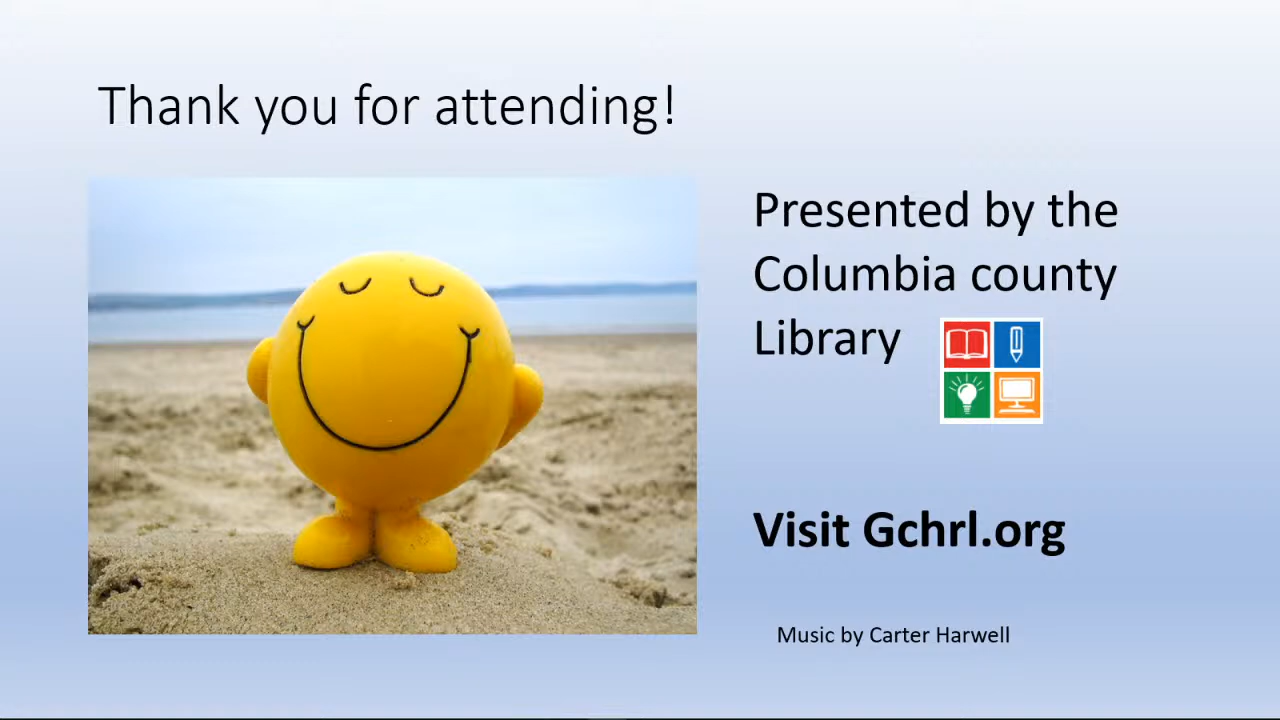 Thank you for attending!
Presented by the
Columbia county
Library
Visit Gchrl.org
Music by Carter Harwell